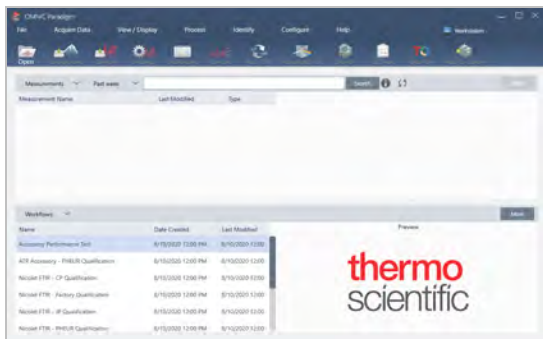 OMNIC Paradigm
File Acquire Data View / Display Process Identify Configure Help Workstation
Open
Measurements Past week Search
Measurement Name Last Modified Type
Workflows
Name Date Created Last Modified Preview
Accessory Performance Test 8/10/2020 12:00 PM 8/10/2020 12:00
ATR Accessory - PHEUR Qualification 8/10/2020 12:00 PM 8/10/2020 12:00
Nicolet FTIR - CP Qualification 8/10/2020 12:00 PM 8/10/2020 12:00
Nicolet FTIR - Factory Qualification 8/10/2020 12:00 PM 8/10/2020 12:00
Nicolet FTIR - JP Qualification 8/10/2020 12:00 PM 8/10/2020 12:00
Nicolet FTIR - PHEUR Qualification 8/10/2020 12:00 PM 8/10/2020 12:00
thermo
scientific